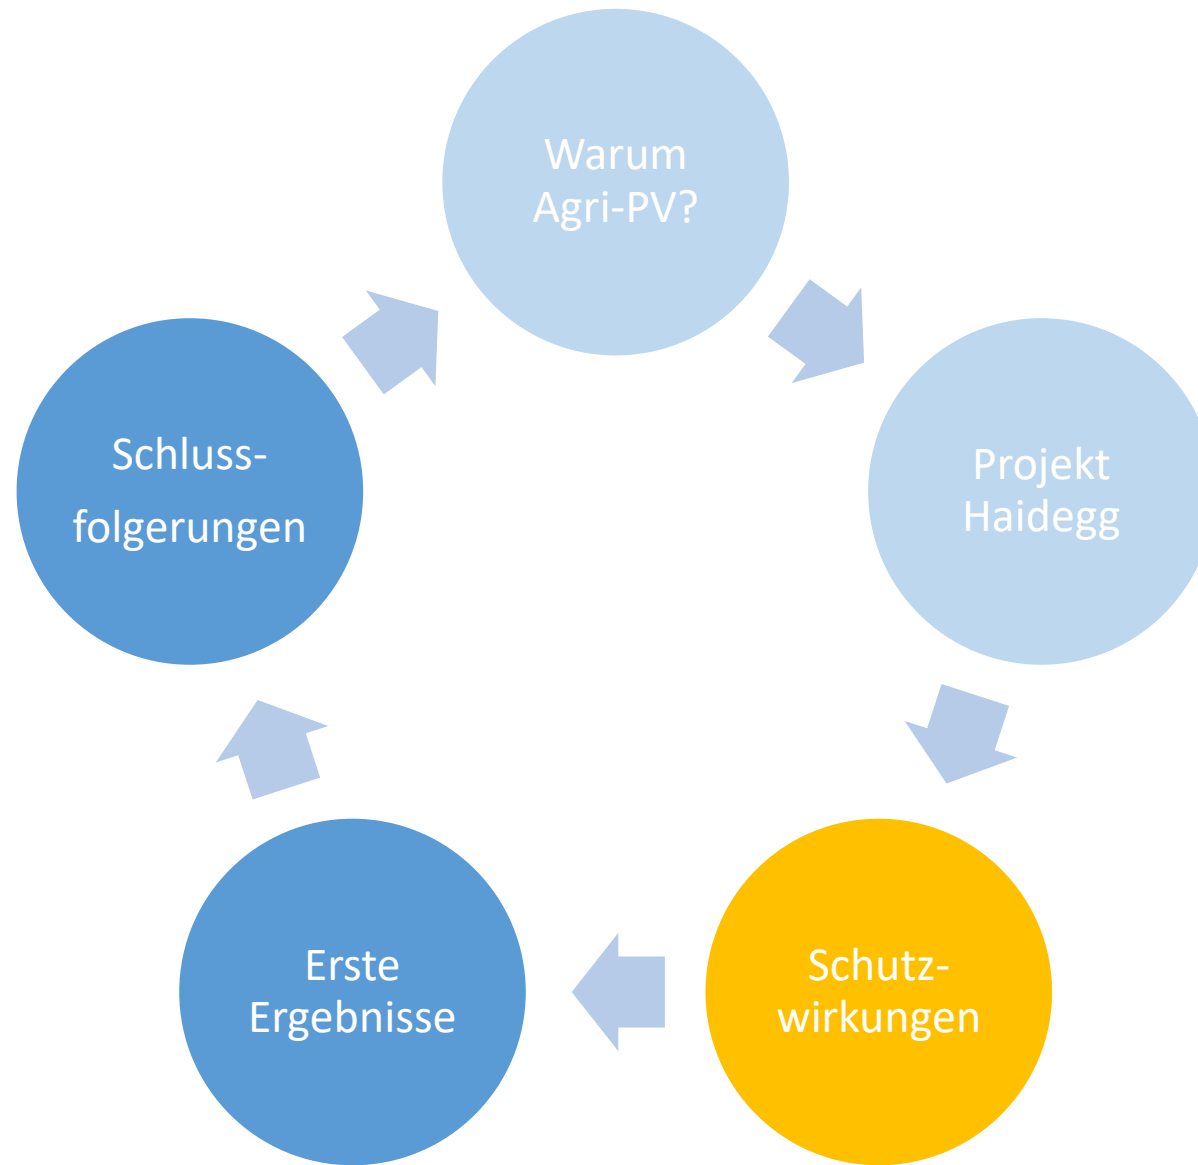 Warum
Agri-PV?
Projekt
Haidegg
Schutz-
wirkungen
Erste
Ergebnisse
Schluss-
folgerungen